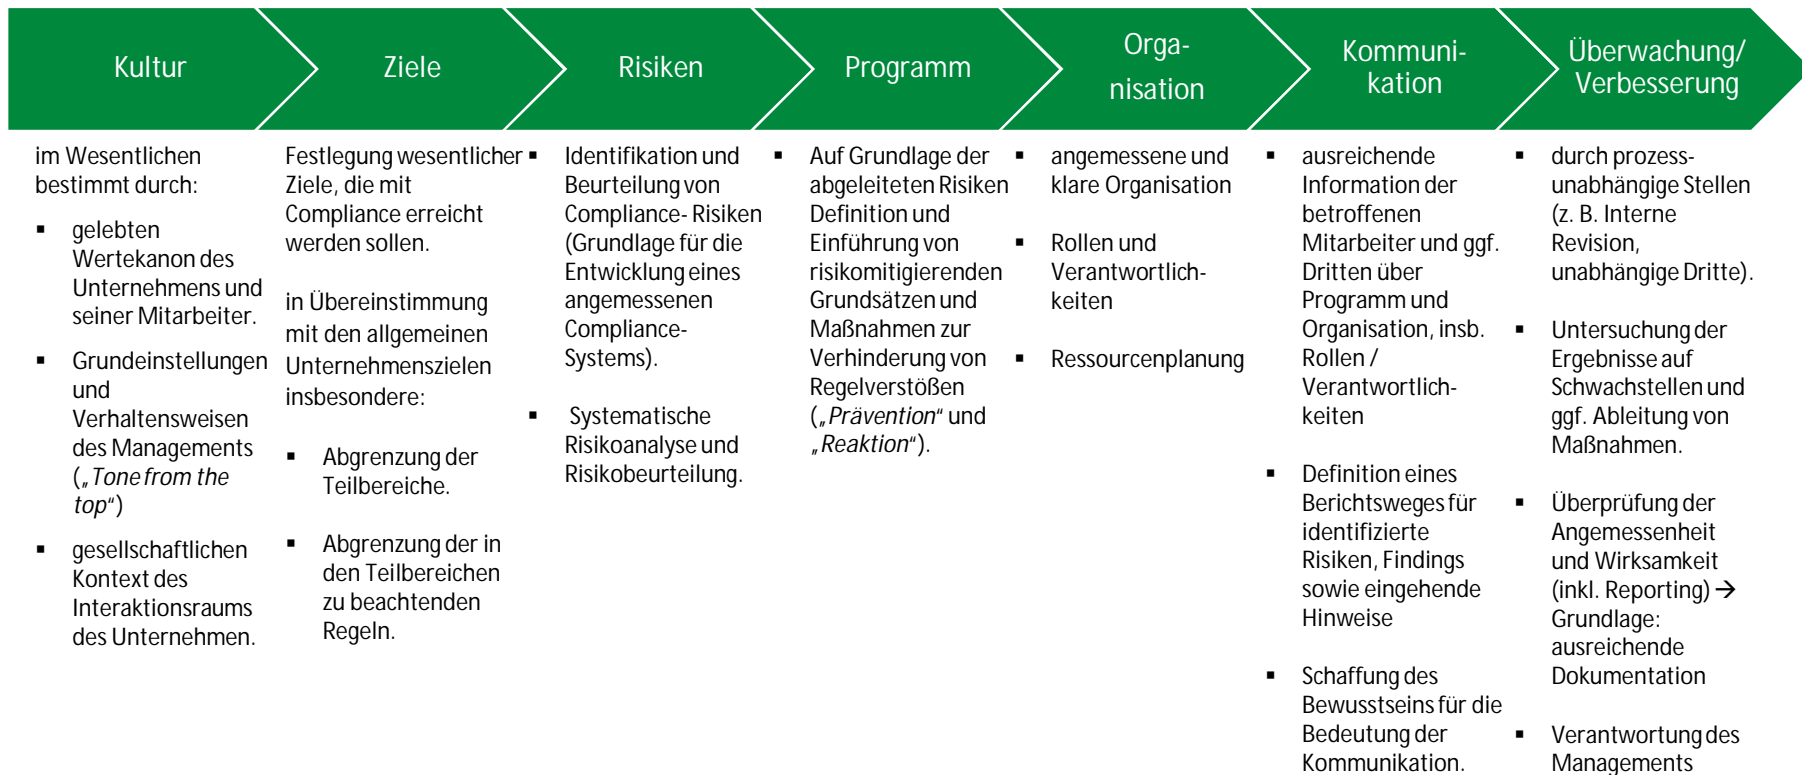 Kultur
Ziele
Risiken
Programm
Orga-
nisation
Kommuni-
kation
Überwachung/
Verbesserung
im Wesentlichen
bestimmt durch:
▪ gelebten
Wertekanon des
Unternehmens und
seiner Mitarbeiter.
▪ Grundeinstellungen
und
Verhaltensweisen
des Managements
(„Tone from the
top“)
▪ gesellschaftlichen
Kontext des
Interaktionsraums
des Unternehmen.
Festlegung wesentlicher
Ziele, die mit
Compliance erreicht
werden sollen.
in Übereinstimmung
mit den allgemeinen
Unternehmenszielen
insbesondere:
▪ Abgrenzung der
Teilbereiche.
▪ Abgrenzung der in
den Teilbereichen
zu beachtenden
Regeln.
▪ Identifikation und
Beurteilung von
Compliance- Risiken
(Grundlage für die
Entwicklung eines
angemessenen
Compliance-
Systems).
▪ Systematische
Risikoanalyse und
Risikobeurteilung.
▪ Auf Grundlage der
abgeleiteten Risiken
Definition und
Einführung von
risikomitigierenden
Grundsätzen und
Maßnahmen zur
Verhinderung von
Regelverstößen
(„Prävention“ und
„Reaktion“).
▪ angemessene und
klare Organisation
▪ Rollen und
Verantwortlich-
keiten
▪ Ressourcenplanung
▪ ausreichende
Information der
betroffenen
Mitarbeiter und ggf.
Dritten über
Programm und
Organisation, insb.
Rollen /
Verantwortlich-
keiten
▪ Definition eines
Berichtsweges für
identifizierte
Risiken, Findings
sowie eingehende
Hinweise
▪ Schaffung des
Bewusstseins für die
Bedeutung der
Kommunikation.
▪ durch prozess-
unabhängige Stellen
(z. B. Interne
Revision,
unabhängige Dritte).
▪ Untersuchung der
Ergebnisse auf
Schwachstellen und
ggf. Ableitung von
Maßnahmen.
▪ Überprüfung der
Angemessenheit
und Wirksamkeit
(inkl. Reporting) →
Grundlage:
ausreichende
Dokumentation
▪ Verantwortung des
Managements